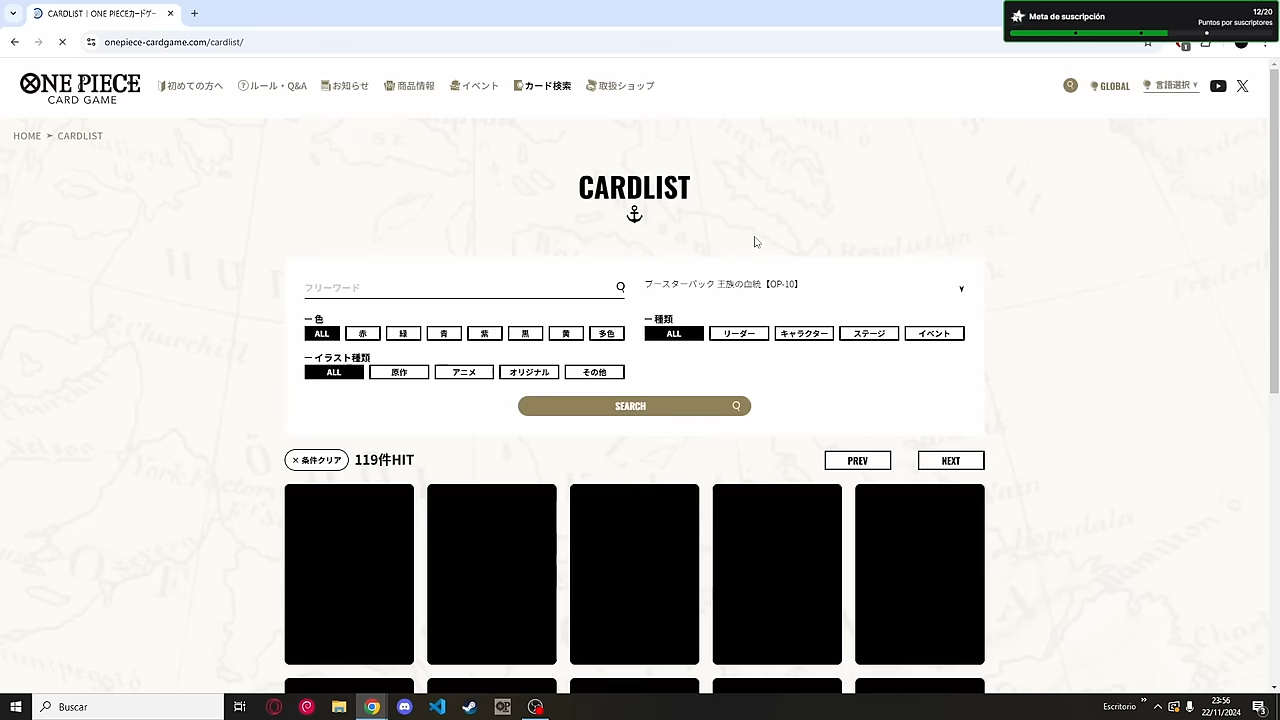 CARDLIST | ONE PIECEカードゲー
Meta de suscripción
12/20
Puntos por suscriptores
onepiece-cardgame.com/cardlist/
1
ONE PIECE
CARD GAME
初めての方へ
ルール・Q&A
お知らせ
商品情報
イベント
カード検索
取扱ショップ
GLOBAL
言語選択
HOME ➤ CARDLIST
CARDLIST
フリーワード
ブースターパック 王族の血統【OP-10】
ー 色
ALL 赤 緑 青 紫 黒 黄 多色
ー 種類
ALL リーダー キャラクター ステージ イベント
ー イラスト種類
ALL 原作 アニメ オリジナル その他
SEARCH
× 条件クリア 119件HIT
PREV NEXT
Buscar
Escritorio
23:56
22/11/2024